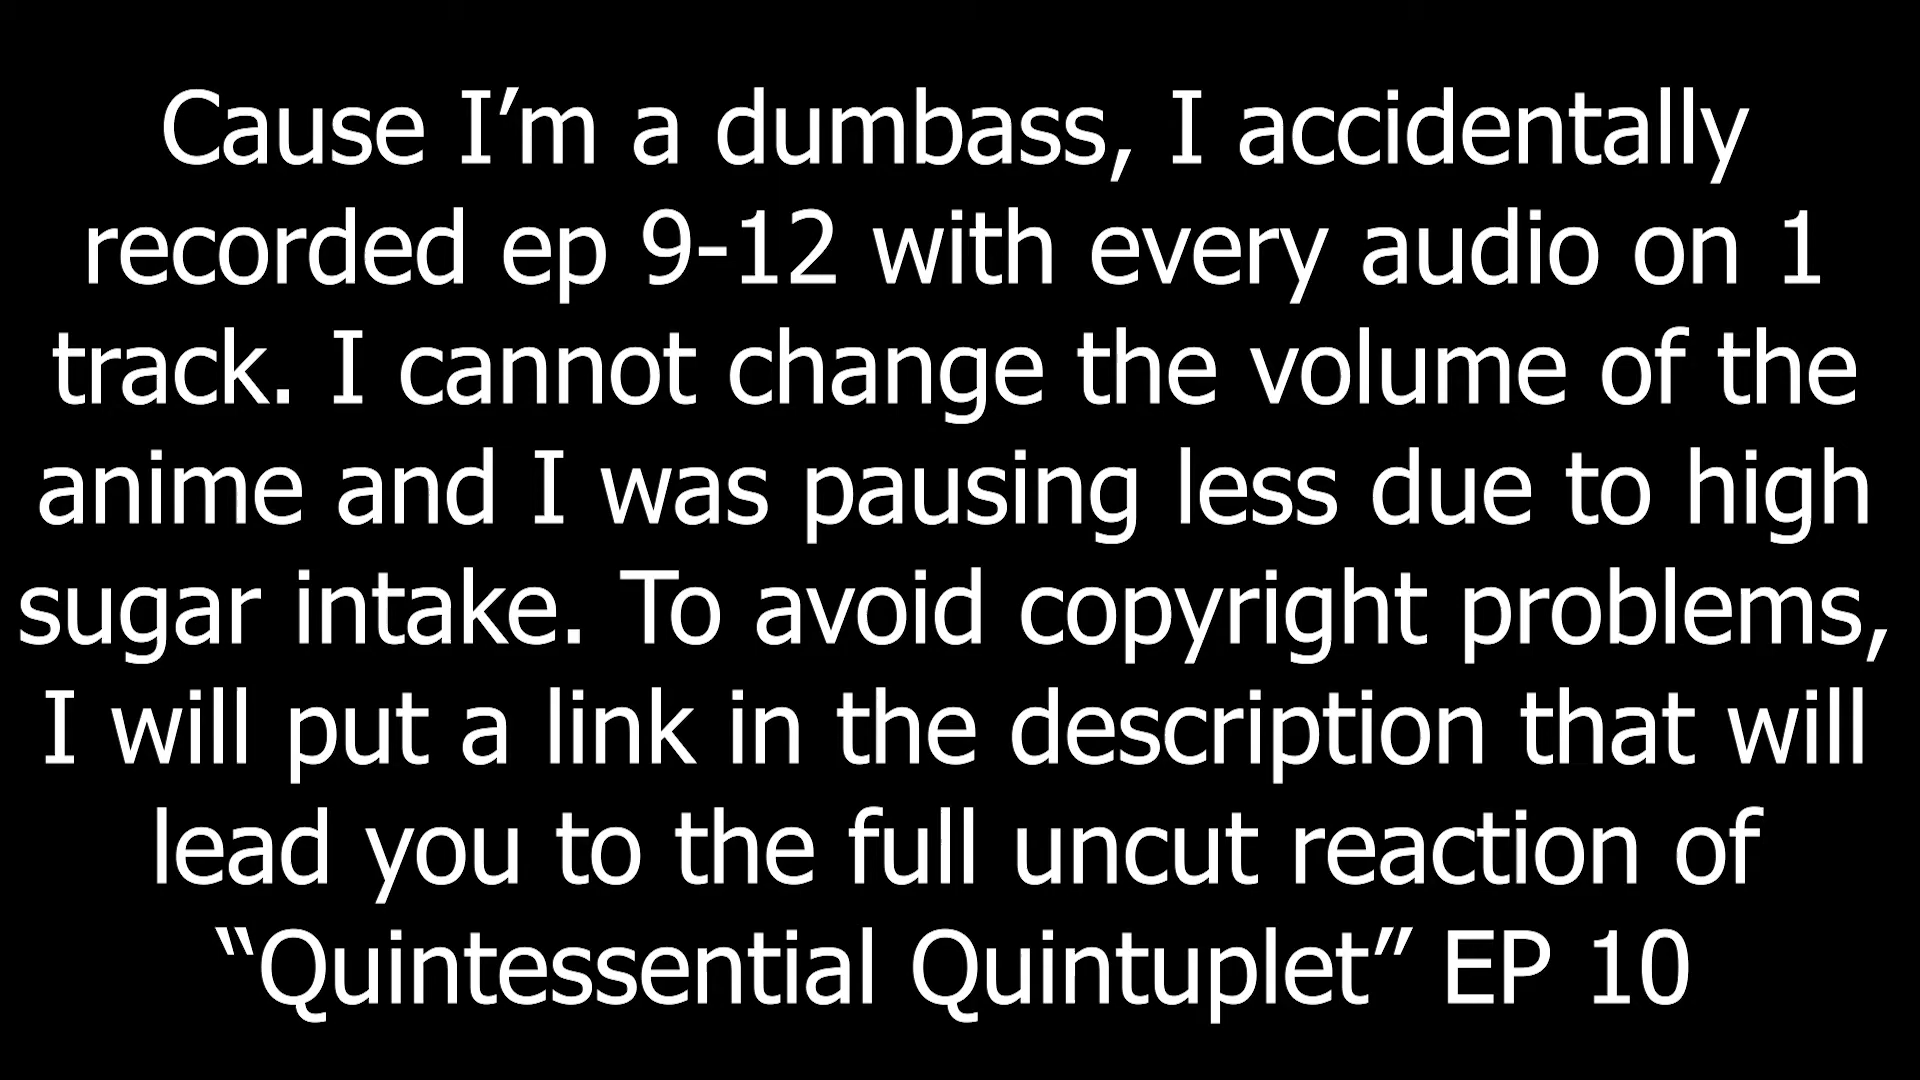 Cause I’m a dumbass, I accidentally
recorded ep 9-12 with every audio on 1
track. I cannot change the volume of the
anime and I was pausing less due to high
sugar intake. To avoid copyright problems,
I will put a link in the description that will
lead you to the full uncut reaction of
“Quintessential Quintuplet” EP 10